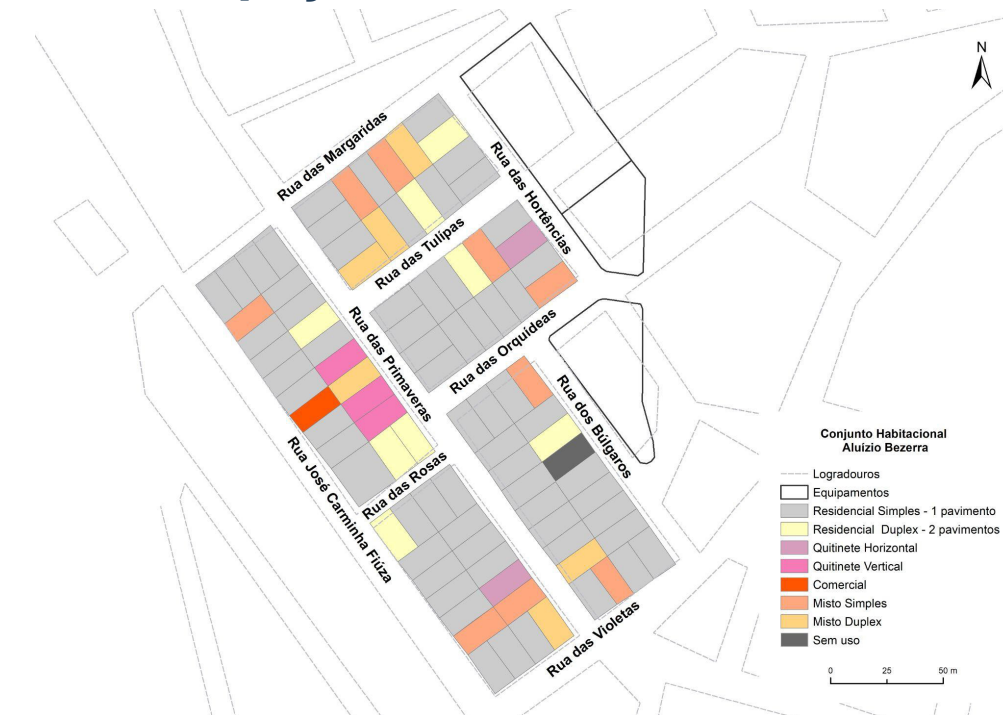 N
Rua das Margaridas
Rua das Hortências
Rua das Tulipas
Rua das Primaveras
Rua das Orquídeas
Rua dos Búlgaros
Rua das Rosas
Rua José Carminha Fiúza
Rua das Violetas
Conjunto Habitacional
Aluízio Bezerra
Logradouros
Equipamentos
Residencial Simples - 1 pavimento
Residencial Duplex - 2 pavimentos
Quitinete Horizontal
Quitinete Vertical
Comercial
Misto Simples
Misto Duplex
Sem uso
0 25 50 m